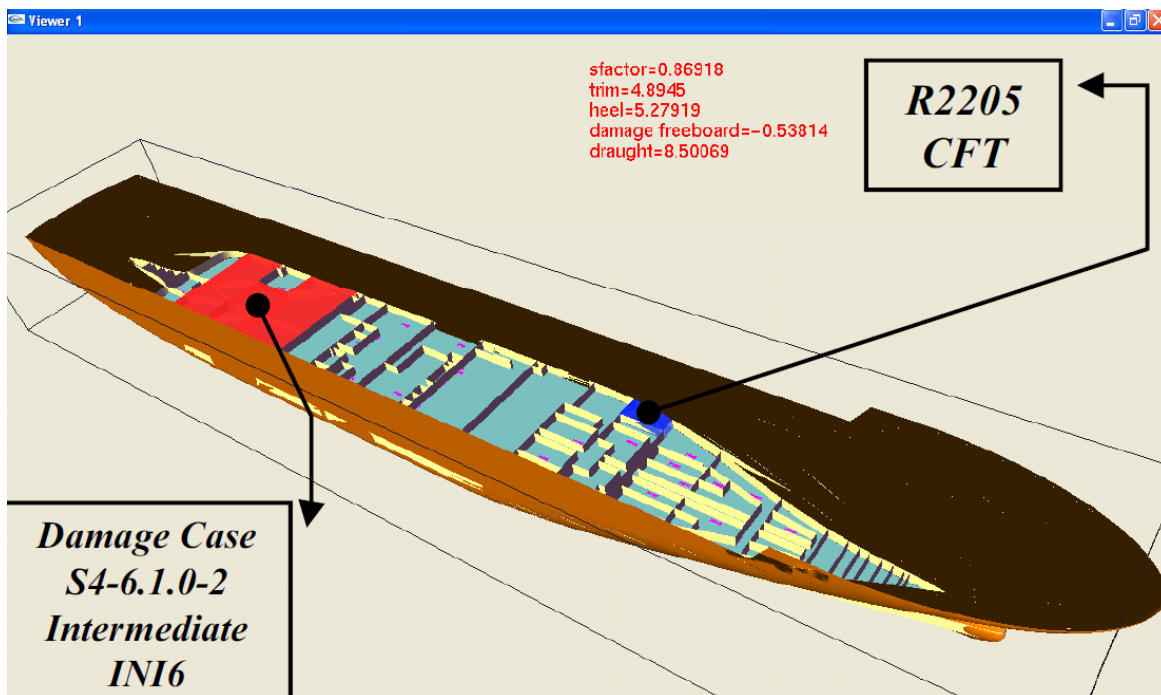 Viewer 1
sfactor=0.86918
trim=4.8945
heel=5.27919
damage freeboard=−0.53814
draught=8.50069
R2205
CFT
Damage Case
S4-6.1.0-2
Intermediate
INI6